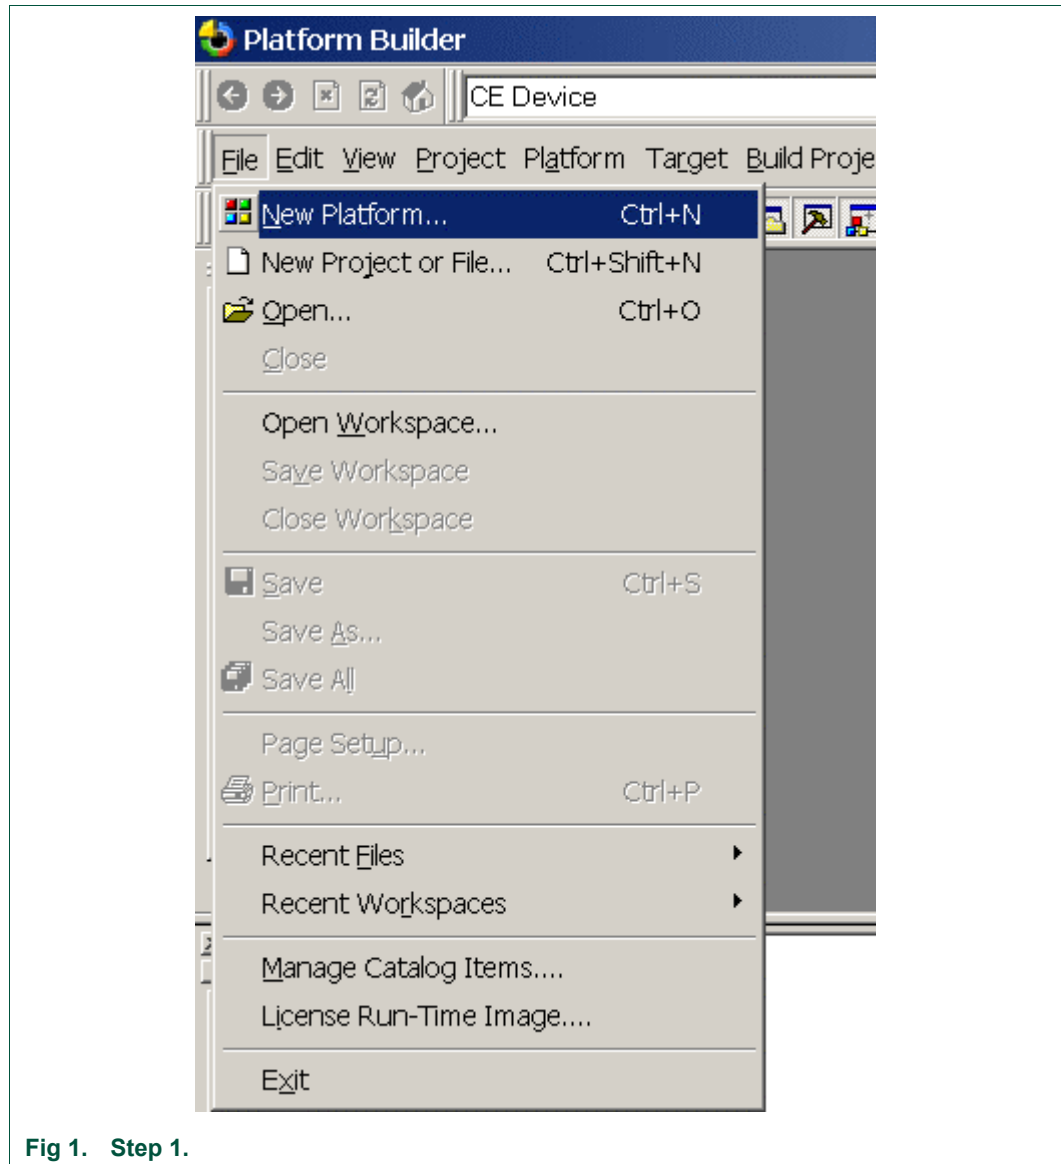 Platform Builder
CE Device
File Edit View Project Platform Target Build Proje
New Platform... Ctrl+N
New Project or File... Ctrl+Shift+N
Open... Ctrl+O
Close
Open Workspace...
Save Workspace
Close Workspace
Save Ctrl+S
Save As...
Save All
Page Setup...
Print... Ctrl+P
Recent Files
Recent Workspaces
Manage Catalog Items....
License Run-Time Image....
Exit
Fig 1. Step 1.